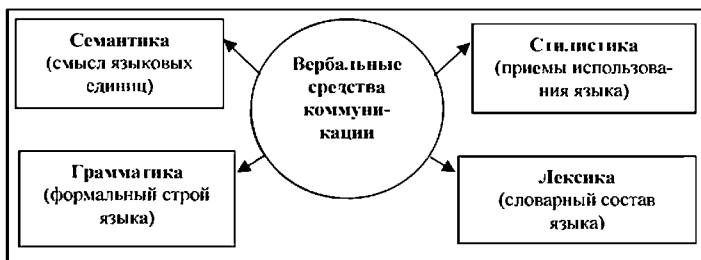 Семантика
(смысл языковых
единиц)
Вербальные
средства
коммуни-
кации
Стилистика
(приемы использова-
ния языка)
Грамматика
(формальный строй
языка)
Лексика
(словарный состав
языка)